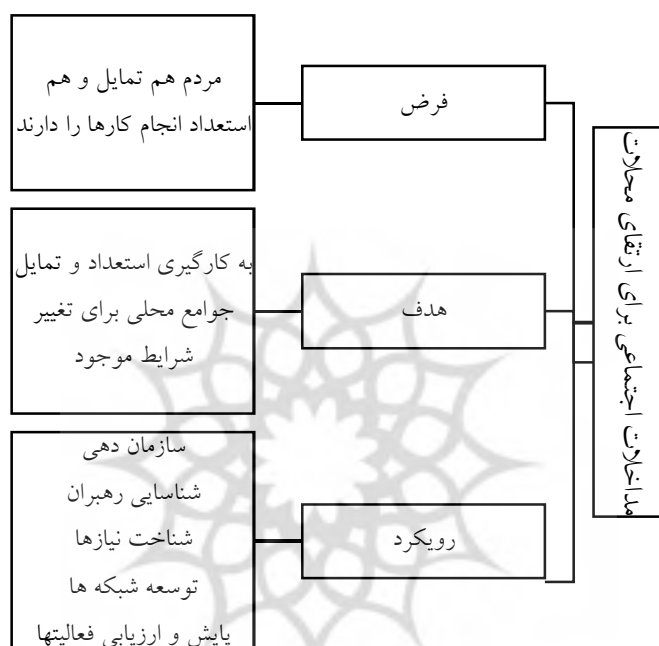 مداخلات اجتماعی برای ارتقای محلات
فرض
مردم هم تمایل و هم
استعداد انجام کارها را دارند
هدف
به کارگیری استعداد و تمایل
جوامع محلی برای تغییر
شرایط موجود
رویکرد
سازمان دهی
شناسایی رهبران
شناخت نیازها
توسعه شبکه ها
پایش و ارزیابی فعالیتها